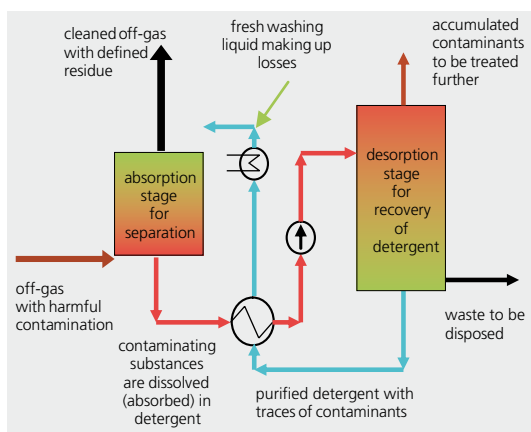 cleaned off-gas
with defined
residue
fresh washing
liquid making up
losses
accumulated
contaminants
to be treated
further
absorption
stage
for
separation
desorption
stage
for
recovery
of
detergent
off-gas
with harmful
contamination
waste to be
disposed
contaminating
substances
are dissolved
(absorbed) in
detergent
purified detergent with
traces of contaminants